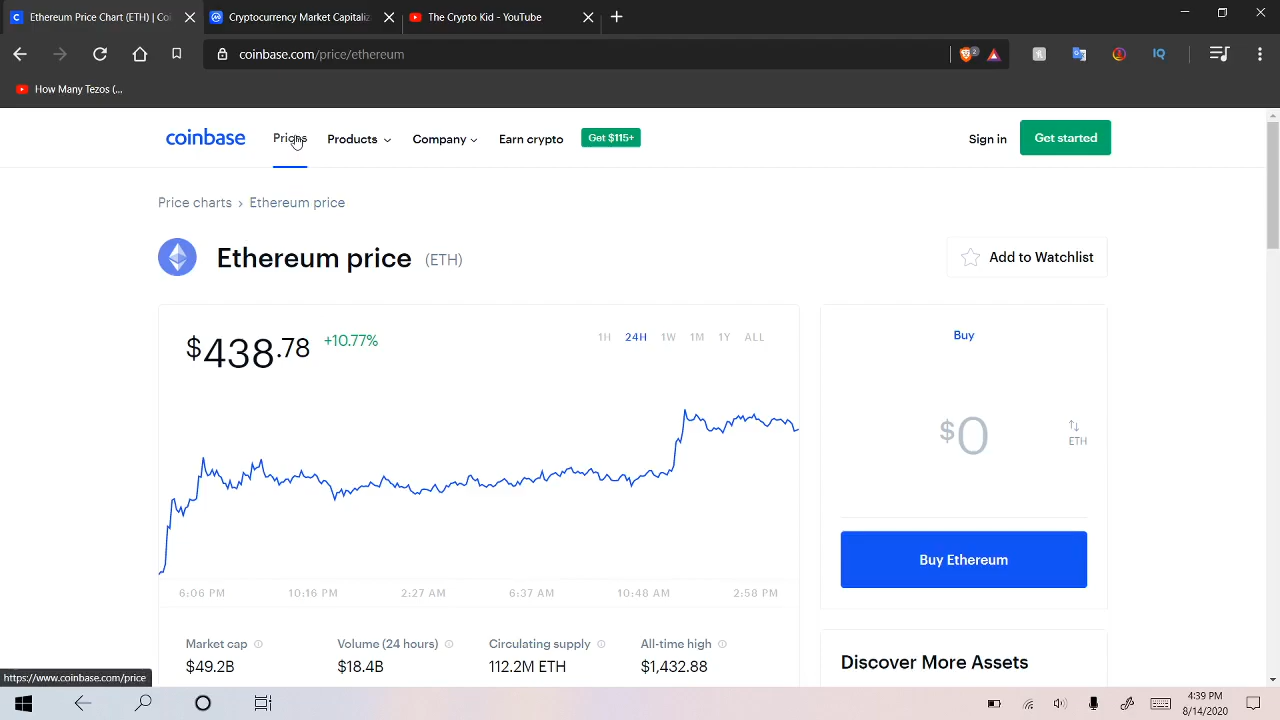 Ethereum Price Chart (ETH) | Coi
Cryptocurrency Market Capitaliz
The Crypto Kid - YouTube
coinbase.com/price/ethereum
2
How Many Tezos (...
coinbase
Prices
Products
Company
Earn crypto
Get $115+
Sign in
Get started
Price charts › Ethereum price
Ethereum price (ETH)
Add to Watchlist
$438.78 +10.77%
1H 24H 1W 1M 1Y ALL
Buy
$0
ETH
Buy Ethereum
6:06 PM 10:16 PM 2:27 AM 6:37 AM 10:48 AM 2:58 PM
Market cap Volume (24 hours) Circulating supply All-time high
$49.2B $18.4B 112.2M ETH $1,432.88
Discover More Assets
https://www.coinbase.com/price
4:39 PM
8/14/2020